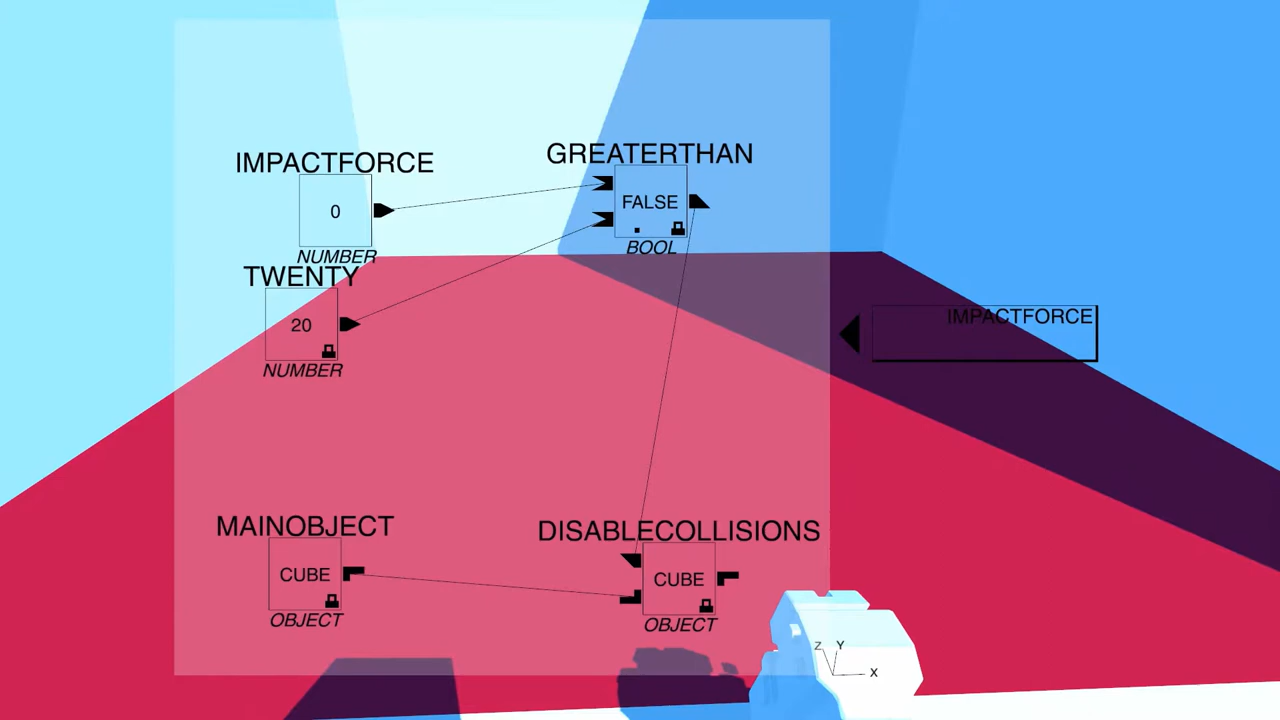 IMPACTFORCE
0
NUMBER
TWENTY
20
NUMBER
GREATERTHAN
FALSE
BOOL
IMPACTFORCE
MAINOBJECT
CUBE
OBJECT
DISABLECOLLISIONS
CUBE
OBJECT
Z
Y
X